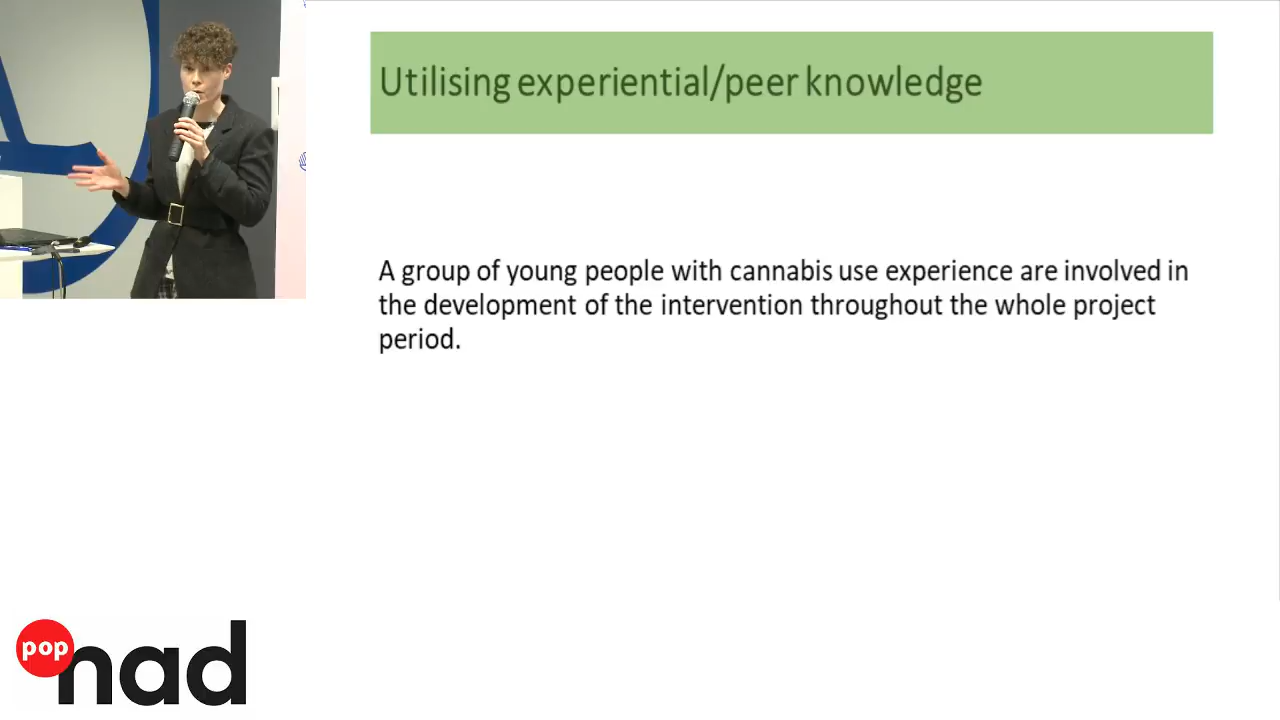 Utilising experiential/peer knowledge
A group of young people with cannabis use experience are involved in
the development of the intervention throughout the whole project
period.
pop
nad